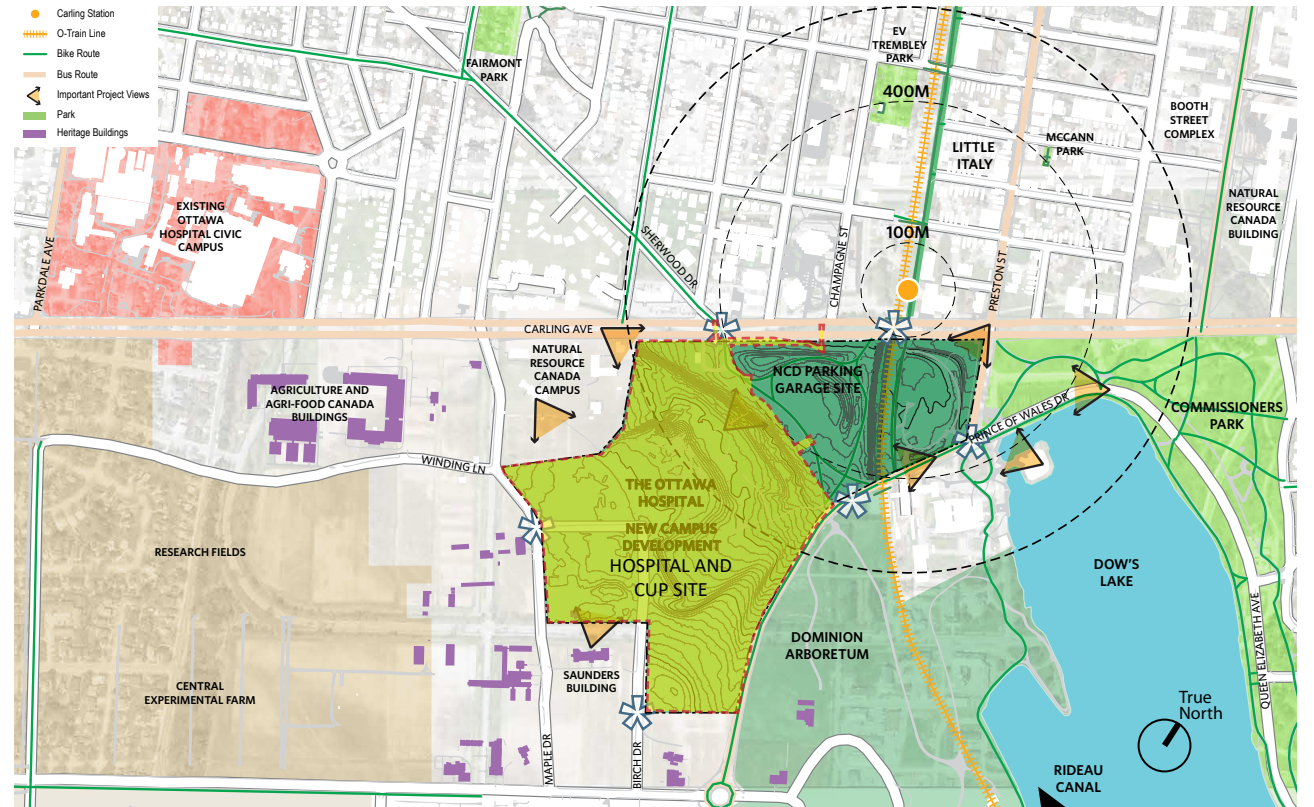 Carling Station
O-Train Line
Bike Route
Bus Route
Important Project Views
Park
Heritage Buildings
FAIRMONT
PARK
EV
TREMBLEY
PARK
400M
BOOTH
STREET
COMPLEX
LITTLE
ITALY
MCCANN
PARK
EXISTING
OTTAWA
HOSPITAL CIVIC
CAMPUS
NATURAL
RESOURCE
CANADA
BUILDING
PARKDALE AVE
SHERWOOD DR
CHAMPAGNE ST
100M
PRESTON ST
CARLING AVE
NATURAL
RESOURCE
CANADA
CAMPUS
NCD PARKING
GARAGE SITE
AGRICULTURE AND
AGRI-FOOD CANADA
BUILDINGS
PRINCE OF WALES DR
COMMISSIONERS
PARK
WINDING LN
THE OTTAWA
HOSPITAL
NEW CAMPUS
DEVELOPMENT
HOSPITAL AND
CUP SITE
RESEARCH FIELDS
DOW'S
LAKE
DOMINION
ARBORETUM
SAUNDERS
BUILDING
CENTRAL
EXPERIMENTAL FARM
QUEEN ELIZABETH AVE
True
North
MAPLE DR
BIRCH DR
RIDEAU
CANAL